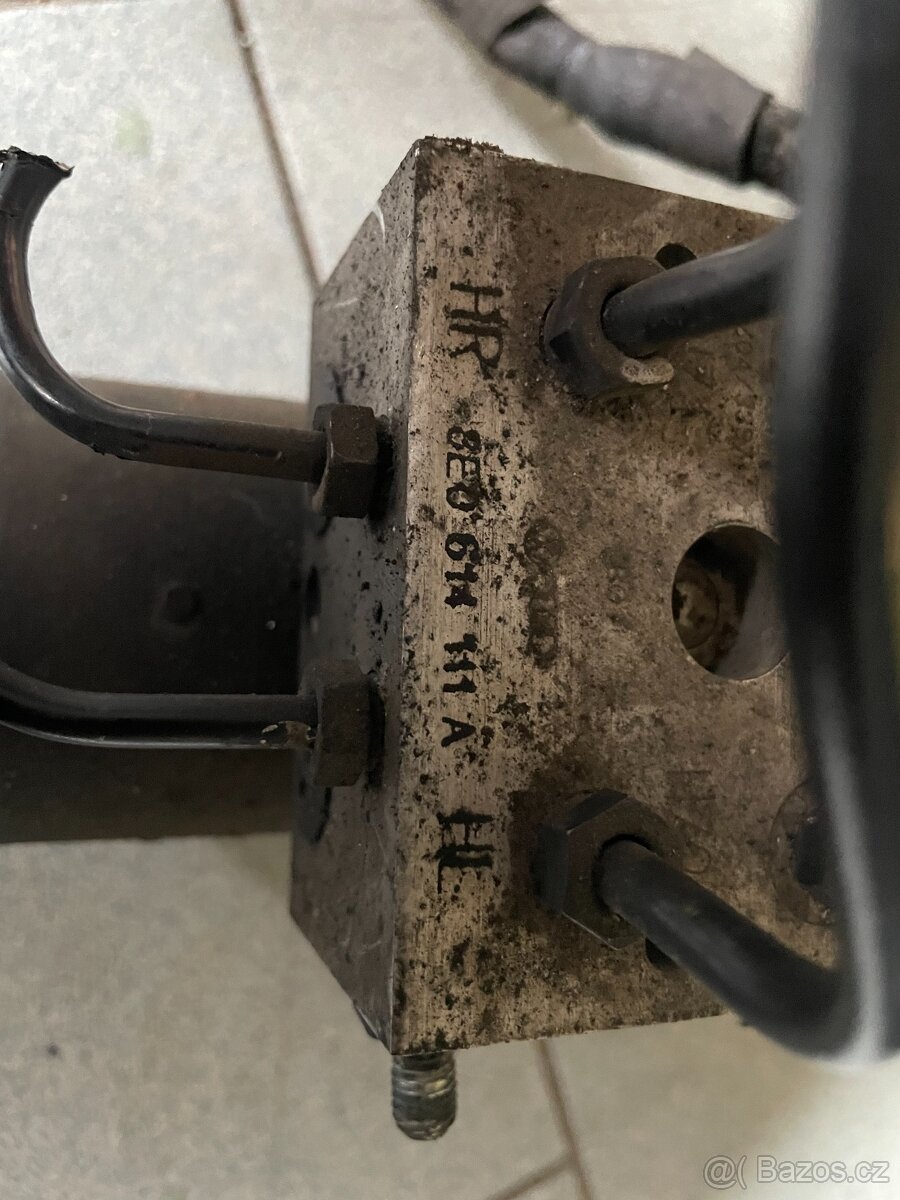 HR
8E0 614 111 A
HL
@( Bazos.cz